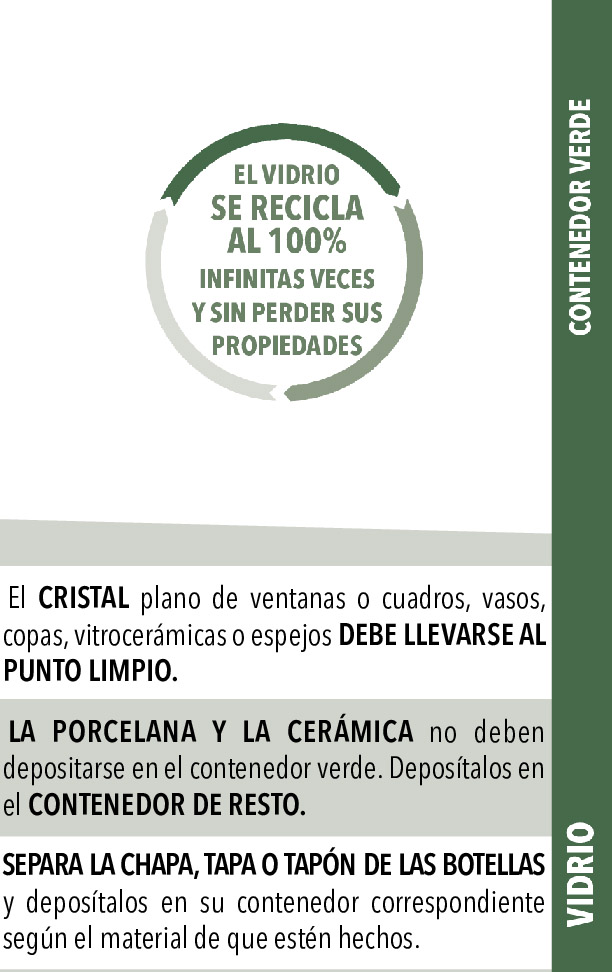 EL VIDRIO
SE RECICLA
AL 100%
INFINITAS VECES
Y SIN PERDER SUS
PROPIEDADES
CONTENEDOR VERDE
El CRISTAL plano de ventanas o cuadros, vasos,
copas, vitrocerámicas o espejos DEBE LLEVARSE AL
PUNTO LIMPIO.
LA PORCELANA Y LA CERÁMICA no deben
depositarse en el contenedor verde. Deposítalos en
el CONTENEDOR DE RESTO.
SEPARA LA CHAPA, TAPA O TAPÓN DE LAS BOTELLAS
y deposítalos en su contenedor correspondiente
según el material de que estén hechos.
VIDRIO